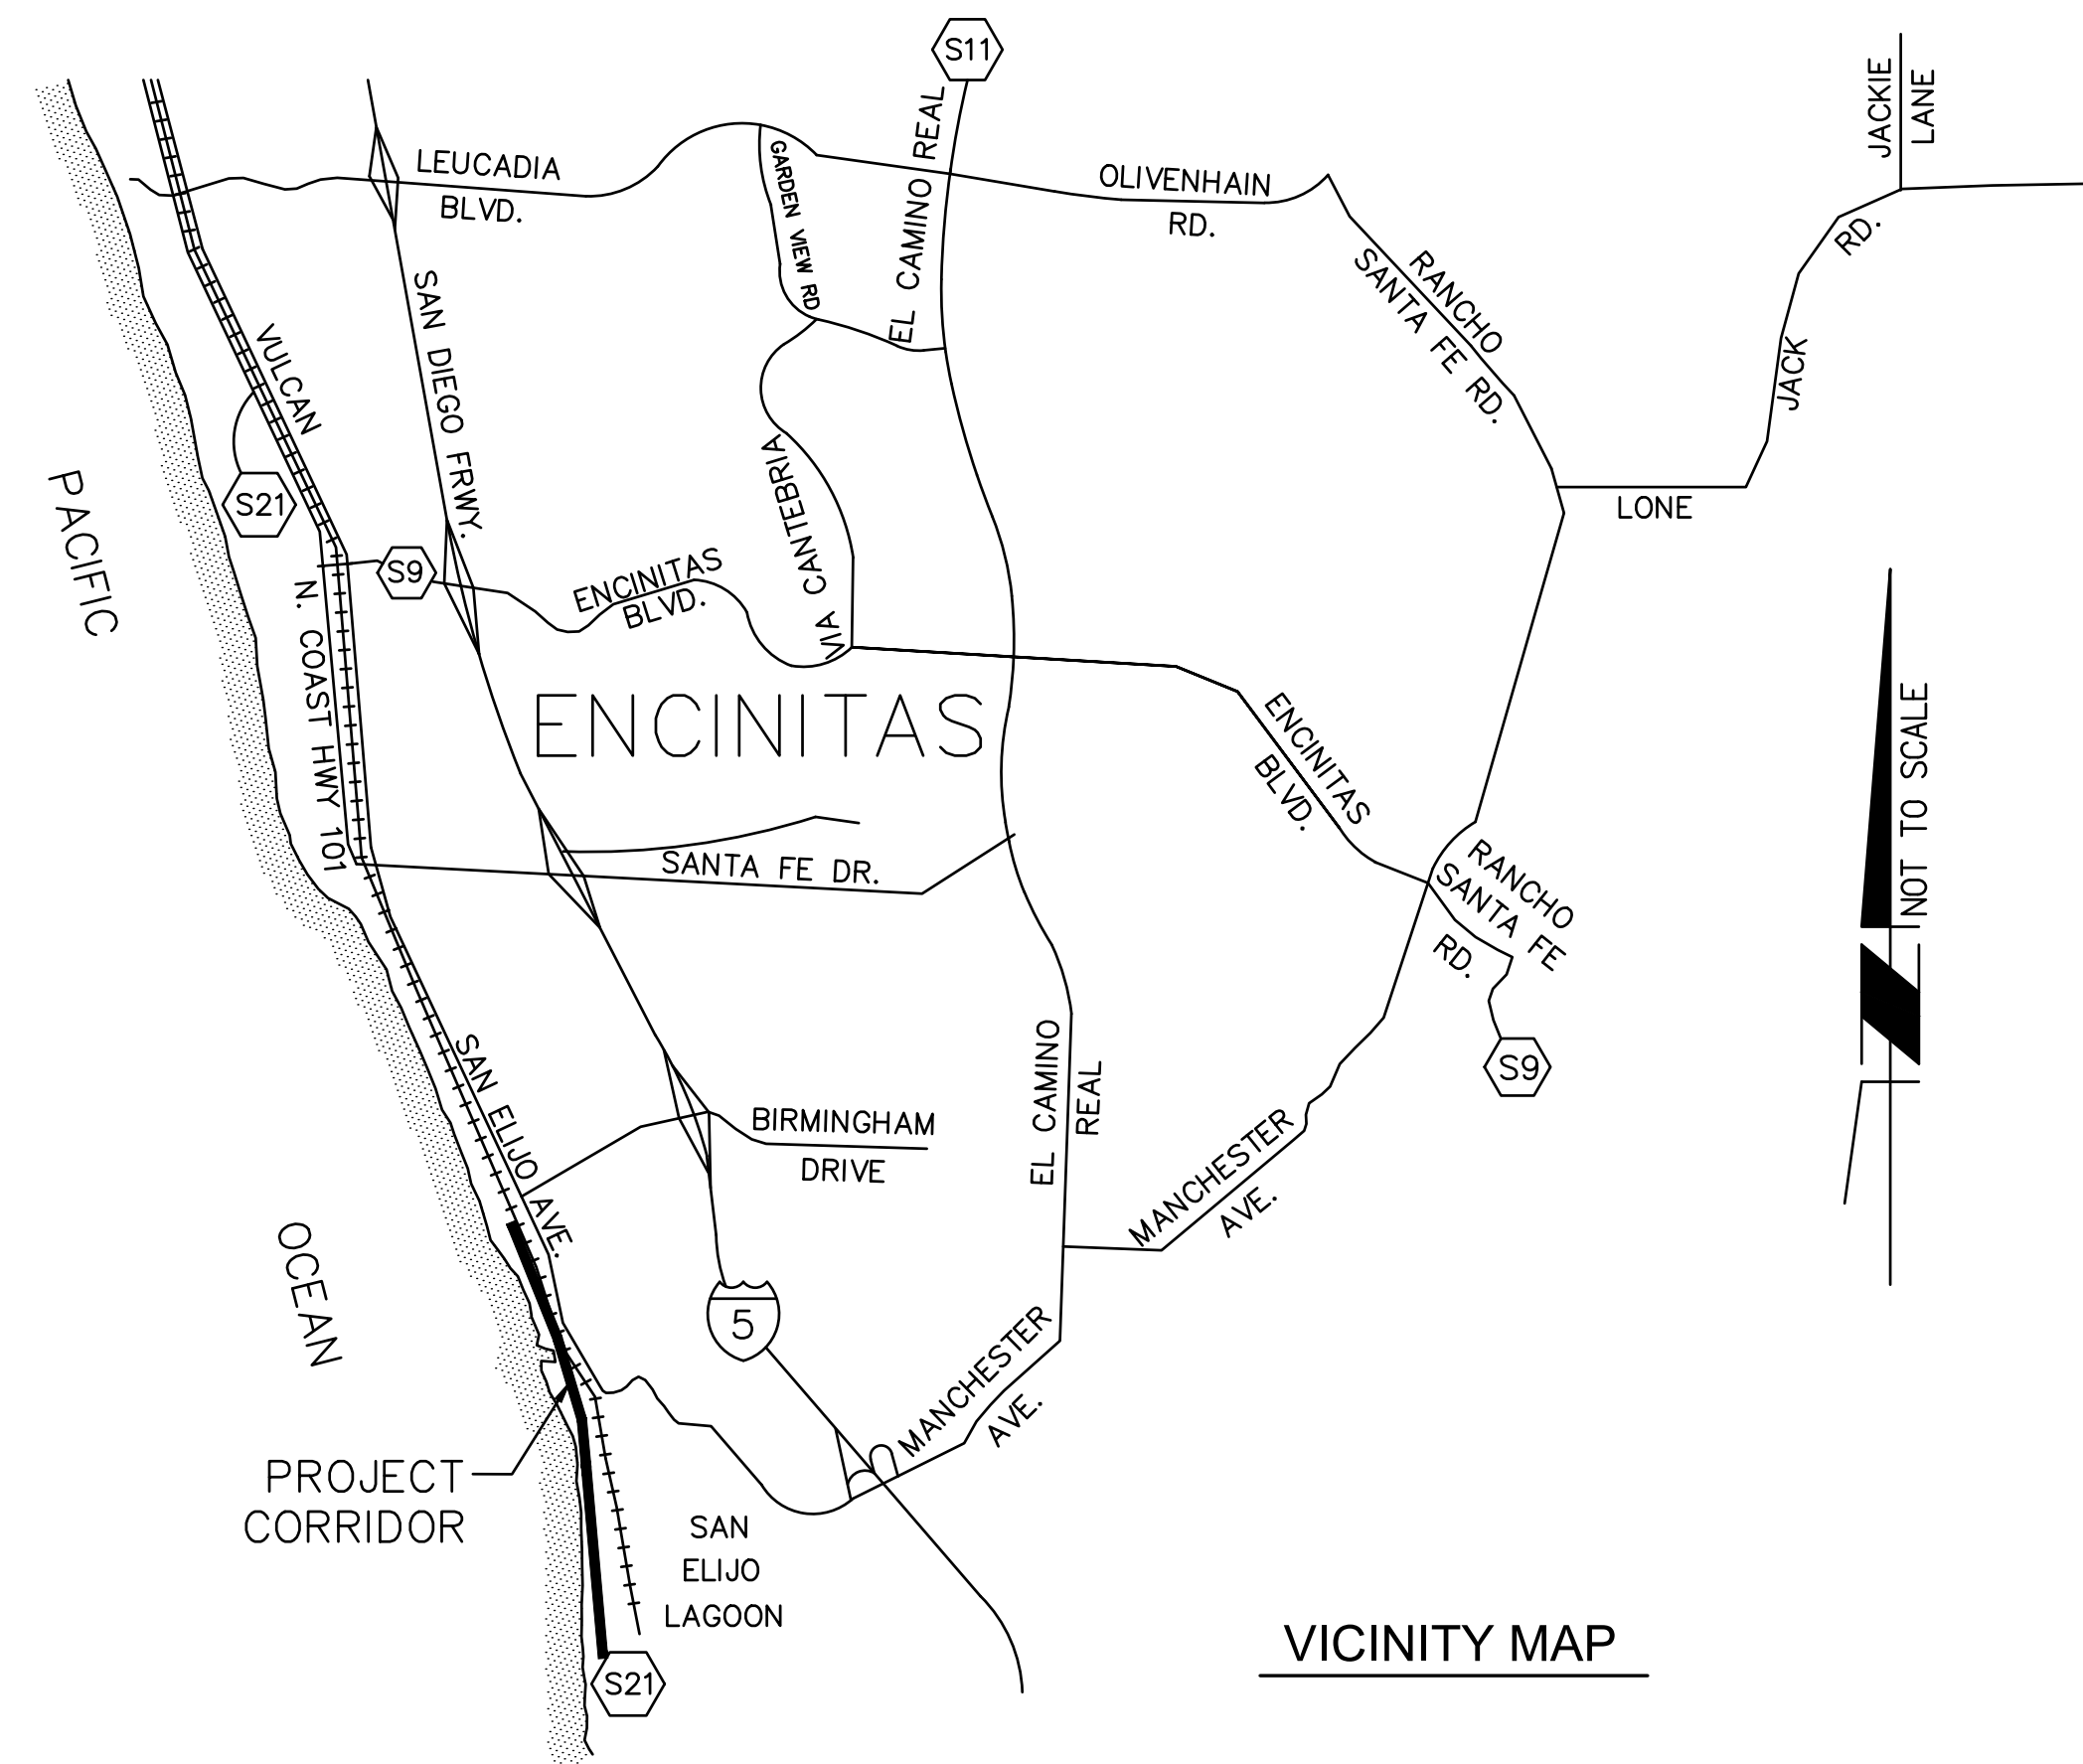 S11
JACKIE
LANE
LEUCADIA
BLVD.
GARDEN VIEW RD
EL CAMINO REAL
OLIVENHAIN
RD.
RD.
RANCHO
SANTA FE RD.
JACK
LONE
SAN DIEGO FRWY.
VULCAN
S21
PACIFIC
S9
N. COAST HWY 101
ENCINITAS
BLVD.
VIA CANTEBRIA
ENCINITAS
ENCINITAS
BLVD.
NOT TO SCALE
SANTA FE DR.
RANCHO
SANTA FE
RD.
S9
SAN ELIJO AVE.
BIRMINGHAM
DRIVE
EL CAMINO
REAL
MANCHESTER
AVE.
OCEAN
5
MANCHESTER
AVE.
PROJECT
CORRIDOR
SAN
ELIJO
LAGOON
S21
VICINITY MAP